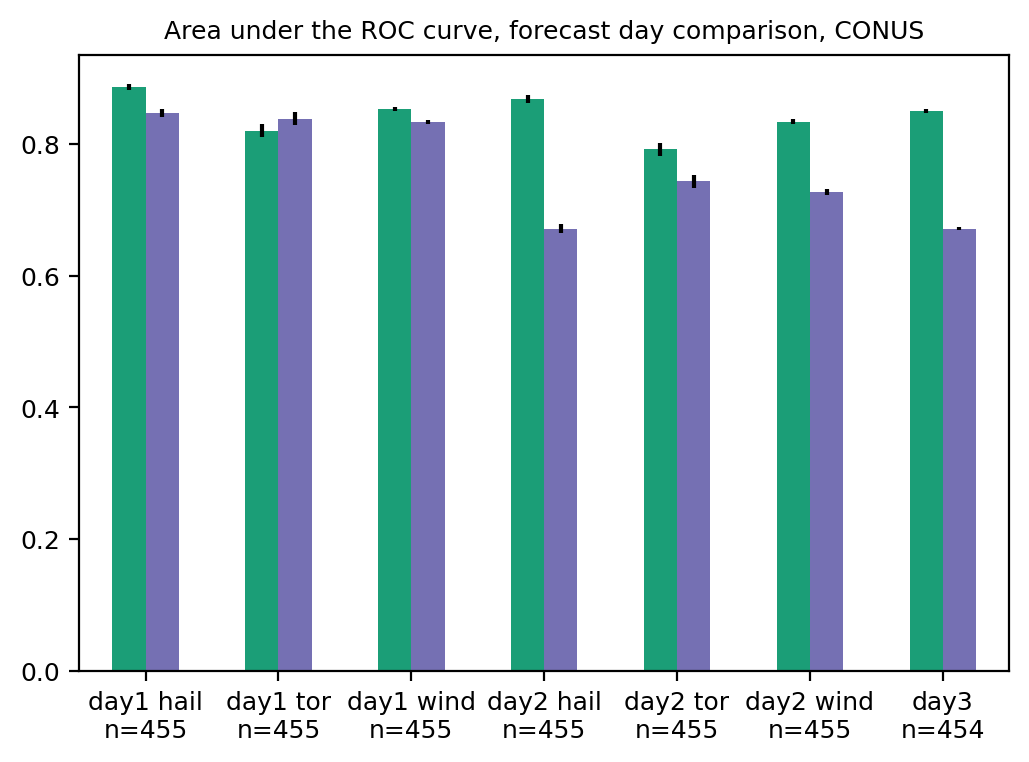 Area under the ROC curve, forecast day comparison, CONUS
0.8
0.6
0.4
0.2
0.0
day1 hail day1 tor day1 wind day2 hail day2 tor day2 wind day3
n=455 n=455 n=455 n=455 n=455 n=455 n=454